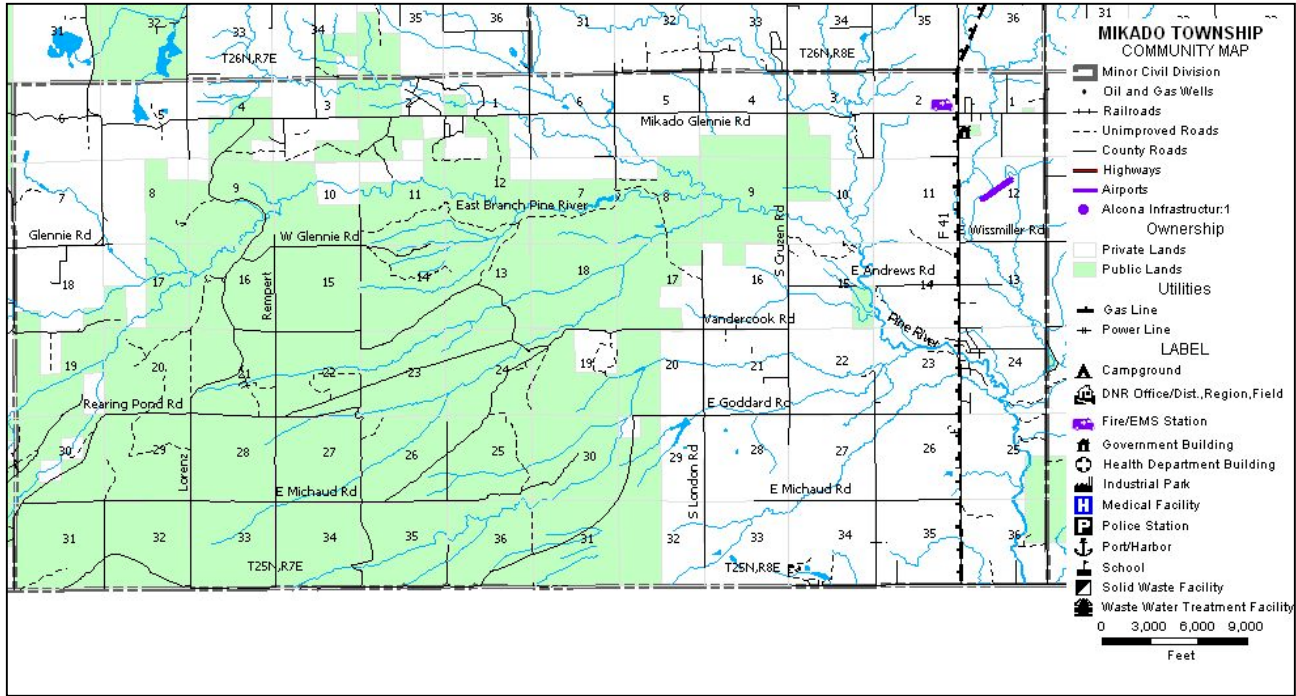 31
32
33
34
35
36
31
32
33
34
35
36
31
32
33
T26N,R7E
T26N,R8E
4
3
2
1
6
5
4
3
2
1
5
6
Mikado Glennie Rd
8
9
10
11
12
7
8
9
10
11
12
7
East Branch Pine River
Glennie Rd
W Glennie Rd
S Cruzen Rd
F 41
E Wissmiller Rd
18
17
16
15
14
13
18
17
16
15
14
13
Rempert
E Andrews Rd
Vandercook Rd
Pine River
19
20
21
22
23
24
19
20
21
22
23
24
Rearing Pond Rd
E Goddard Rd
30
29
28
27
26
25
30
29
28
27
26
25
Lorenz
S London Rd
E Michaud Rd
E Michaud Rd
31
32
33
34
35
36
31
32
33
34
35
36
T25N,R7E
T25N,R8E
MIKADO TOWNSHIP
COMMUNITY MAP
Minor Civil Division
Oil and Gas Wells
Railroads
Unimproved Roads
County Roads
Highways
Airports
Alcona Infrastructur:1
Ownership
Private Lands
Public Lands
Utilities
Gas Line
Power Line
LABEL
Campground
DNR Office/Dist.,Region,Field
Fire/EMS Station
Government Building
Health Department Building
Industrial Park
H Medical Facility
P Police Station
Port/Harbor
School
Solid Waste Facility
Waste Water Treatment Facility
0 3,000 6,000 9,000
Feet